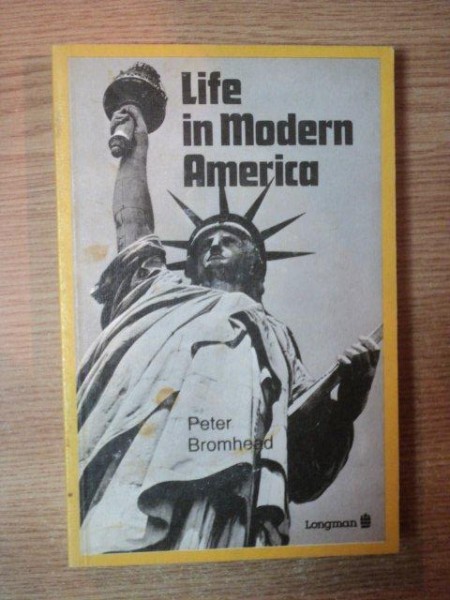 Life
in Modern
America
Peter
Bromhead
Longman